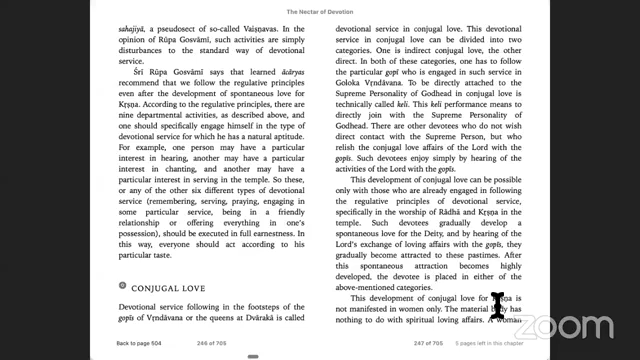 The Nectar of Devotion
sahajiyā, a pseudosect of so-called Vaiṣṇavas. In the
opinion of Rūpa Gosvāmī, such activities are simply
disturbances to the standard way of devotional
service.
Śrī Rūpa Gosvāmī says that learned ācāryas
recommend that we follow the regulative principles
even after the development of spontaneous love for
Kṛṣṇa. According to the regulative principles, there are
nine departmental activities, as described above, and
one should specifically engage himself in the type of
devotional service for which he has a natural aptitude.
For example, one person may have a particular
interest in hearing, another may have a particular
interest in chanting, and another may have a
particular interest in serving in the temple. So these,
or any of the other six different types of devotional
service (remembering, serving, praying, engaging in
some particular service, being in a friendly
relationship or offering everything in one's
possession), should be executed in full earnestness. In
this way, everyone should act according to his
particular taste.
CONJUGAL LOVE
Devotional service following in the footsteps of the
gopīs of Vṛndāvana or the queens at Dvārakā is called
Back to page 504
246 of 705
devotional service in conjugal love. This devotional
service in conjugal love can be divided into two
categories. One is indirect conjugal love, the other
direct. In both of these categories, one has to follow
the particular gopī who is engaged in such service in
Goloka Vṛndāvana. To be directly attached to the
Supreme Personality of Godhead in conjugal love is
technically called keli. This keli performance means to
directly join with the Supreme Personality of
Godhead. There are other devotees who do not wish
direct contact with the Supreme Person, but who
relish the conjugal love affairs of the Lord with the
gopīs. Such devotees enjoy simply by hearing of the
activities of the Lord with the gopīs.
This development of conjugal love can be possible
only with those who are already engaged in following
the regulative principles of devotional service,
specifically in the worship of Rādhā and Kṛṣṇa in the
temple. Such devotees gradually develop a
spontaneous love for the Deity, and by hearing of the
Lord's exchange of loving affairs with the gopīs, they
gradually become attracted to these pastimes. After
this spontaneous attraction becomes highly
developed, the devotee is placed in either of the
above-mentioned categories.
This development of conjugal love for Kṛṣṇa is
not manifested in women only. The material body has
nothing to do with spiritual loving affairs. A woman
247 of 705
5 pages left in this chapter
zoom